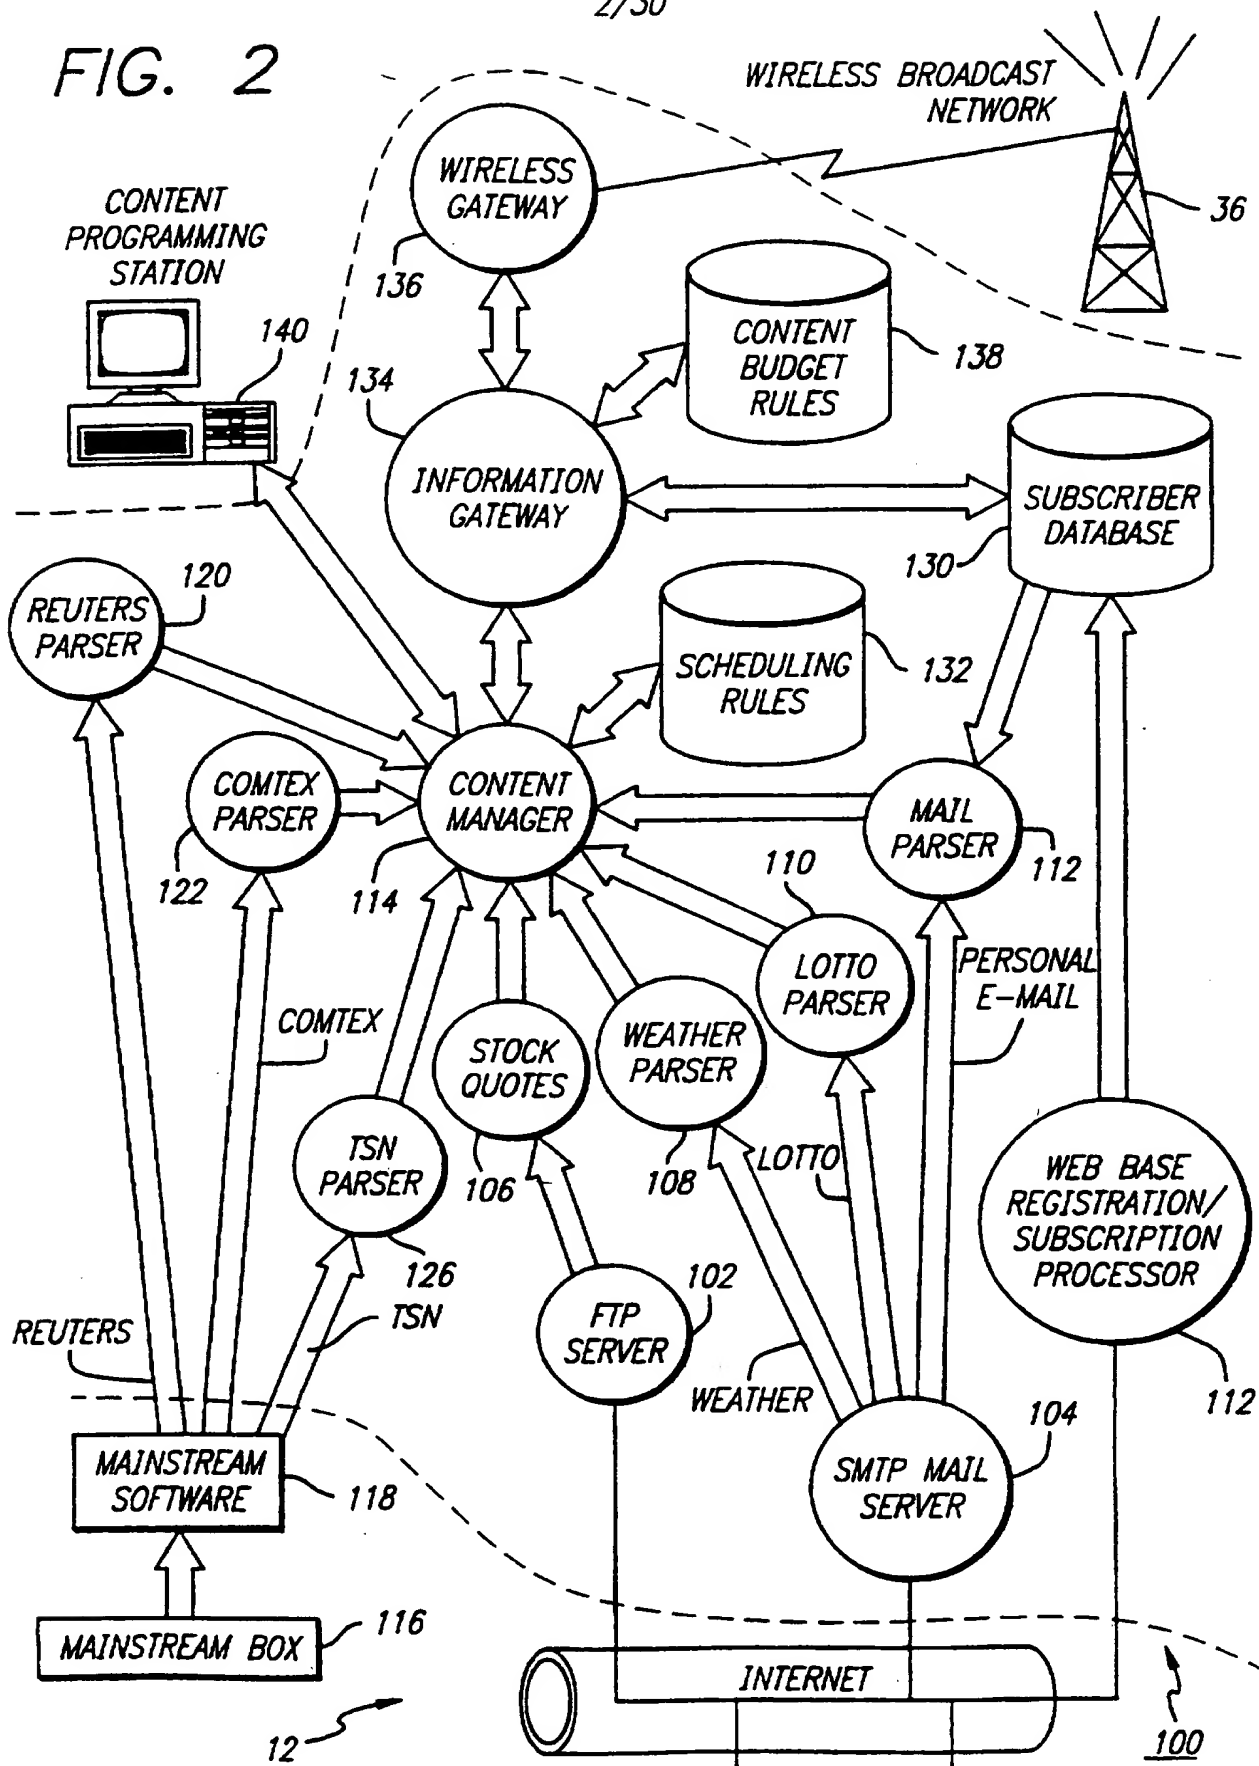 2/30
FIG. 2
WIRELESS BROADCAST
NETWORK
36
WIRELESS
GATEWAY
136
CONTENT
PROGRAMMING
STATION
140
CONTENT
BUDGET
RULES
138
134
INFORMATION
GATEWAY
SUBSCRIBER
DATABASE
130
120
REUTERS
PARSER
SCHEDULING
RULES
132
COMTEX
PARSER
122
CONTENT
MANAGER
114
MAIL
PARSER
112
110
LOTTO
PARSER
PERSONAL
E-MAIL
COMTEX
STOCK
QUOTES
106
WEATHER
PARSER
108
LOTTO
TSN
PARSER
126
WEB BASE
REGISTRATION/
SUBSCRIPTION
PROCESSOR
112
REUTERS
TSN
FTP
SERVER
102
WEATHER
104
SMTP MAIL
SERVER
MAINSTREAM
SOFTWARE
118
MAINSTREAM BOX
116
INTERNET
12
100